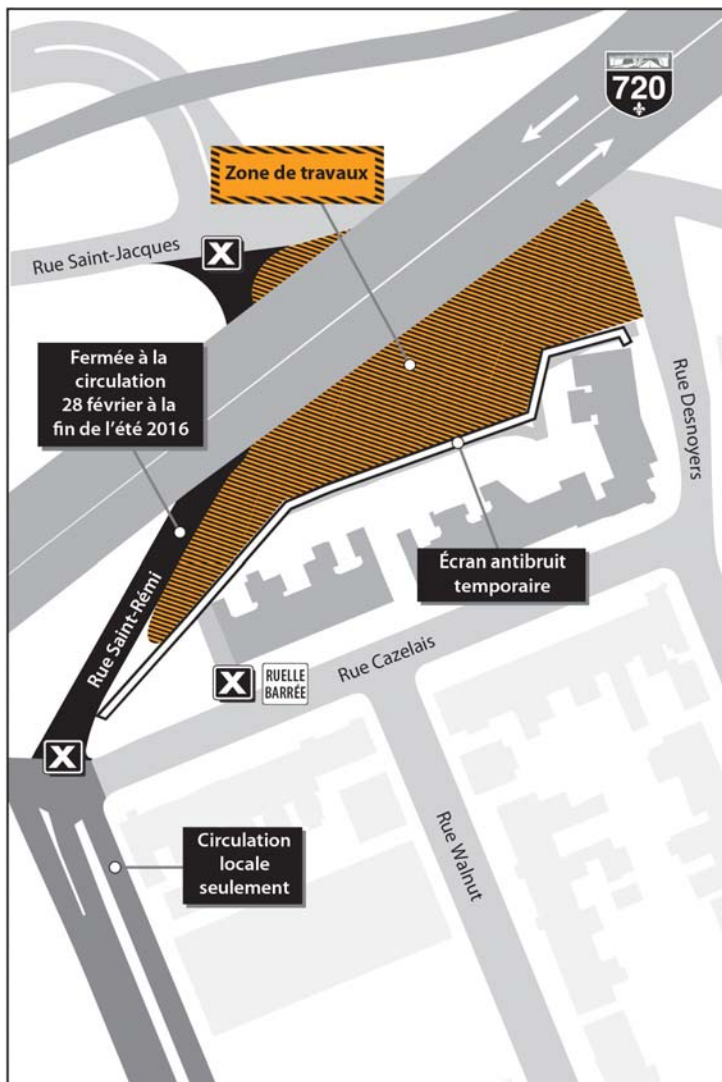 720
Zone de travaux
Rue Saint-Jacques
X
Fermée à la
circulation
28 février à la
fin de l'été 2016
Rue Desnoyers
Écran antibruit
temporaire
Rue Saint-Rémi
Rue Cazelais
X
RUELLE
BARRÉE
X
Rue Walnut
Circulation
locale
seulement